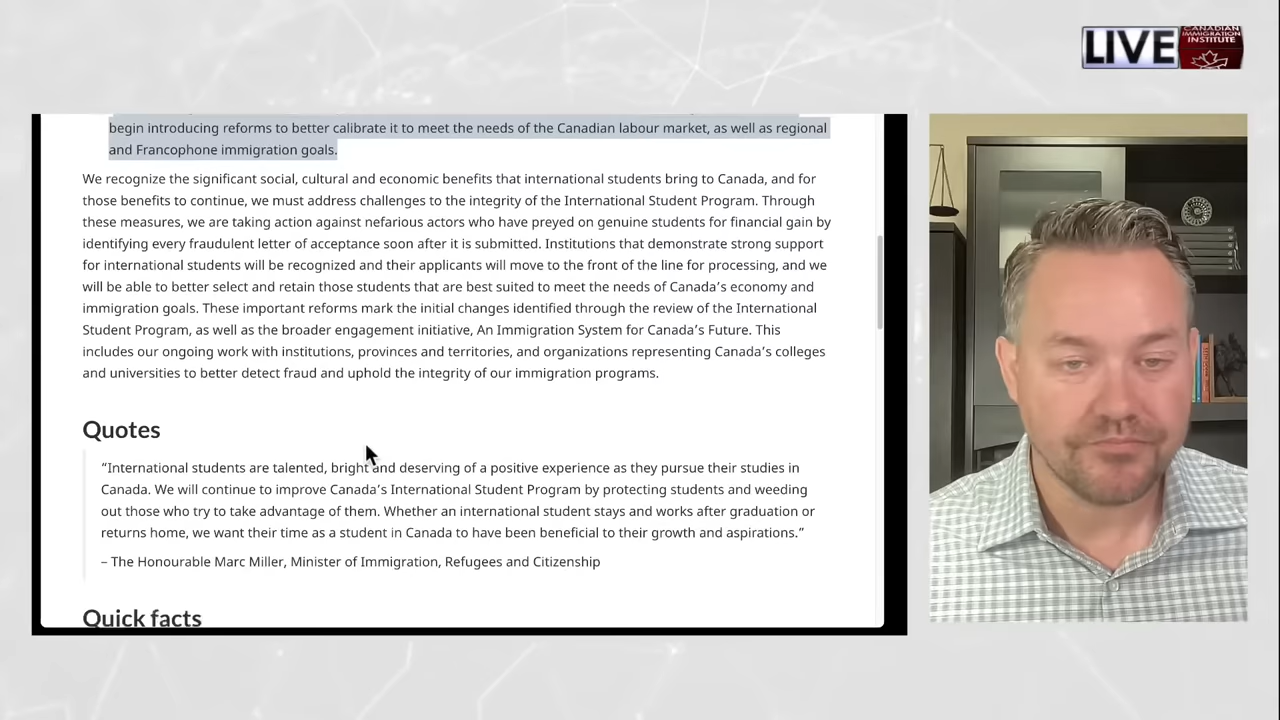 LIVE
CANADIAN
IMMIGRATION
INSTITUTE
begin introducing reforms to better calibrate it to meet the needs of the Canadian labour market, as well as regional
and Francophone immigration goals.
We recognize the significant social, cultural and economic benefits that international students bring to Canada, and for
those benefits to continue, we must address challenges to the integrity of the International Student Program. Through
these measures, we are taking action against nefarious actors who have preyed on genuine students for financial gain by
identifying every fraudulent letter of acceptance soon after it is submitted. Institutions that demonstrate strong support
for international students will be recognized and their applicants will move to the front of the line for processing, and we
will be able to better select and retain those students that are best suited to meet the needs of Canada’s economy and
immigration goals. These important reforms mark the initial changes identified through the review of the International
Student Program, as well as the broader engagement initiative, An Immigration System for Canada’s Future. This
includes our ongoing work with institutions, provinces and territories, and organizations representing Canada’s colleges
and universities to better detect fraud and uphold the integrity of our immigration programs.
Quotes
“International students are talented, bright and deserving of a positive experience as they pursue their studies in
Canada. We will continue to improve Canada’s International Student Program by protecting students and weeding
out those who try to take advantage of them. Whether an international student stays and works after graduation or
returns home, we want their time as a student in Canada to have been beneficial to their growth and aspirations.”
– The Honourable Marc Miller, Minister of Immigration, Refugees and Citizenship
Quick facts